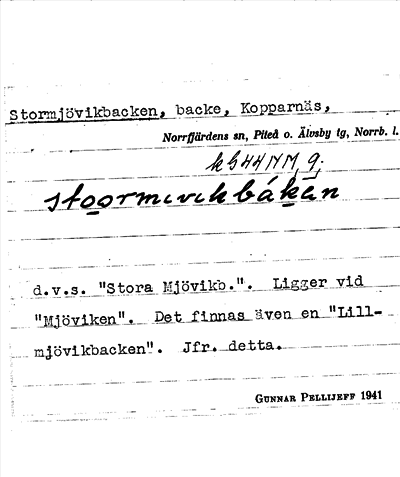 Stormjövikbacken, backe, Kopparnäs,
Norrfjärdens sn, Piteå o. Älvsby tg, Norrb. l.
stoormivikbákan
d.v.s. "Stora Mjövikb.". Ligger vid
"Mjöviken". Det finnas även en "Lill-
mjövikbacken". Jfr. detta.
GUNNAR PELLIJEFF 1941